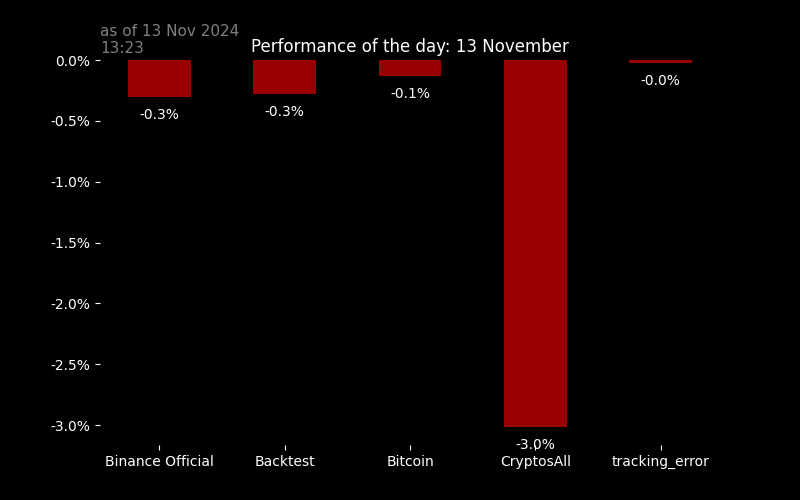 as of 13 Nov 2024
13:23
Performance of the day: 13 November
0.0%
-0.5%
-1.0%
-1.5%
-2.0%
-2.5%
-3.0%
-0.3%
-0.3%
-0.1%
-3.0%
-0.0%
Binance Official
Backtest
Bitcoin
CryptosAll
tracking_error